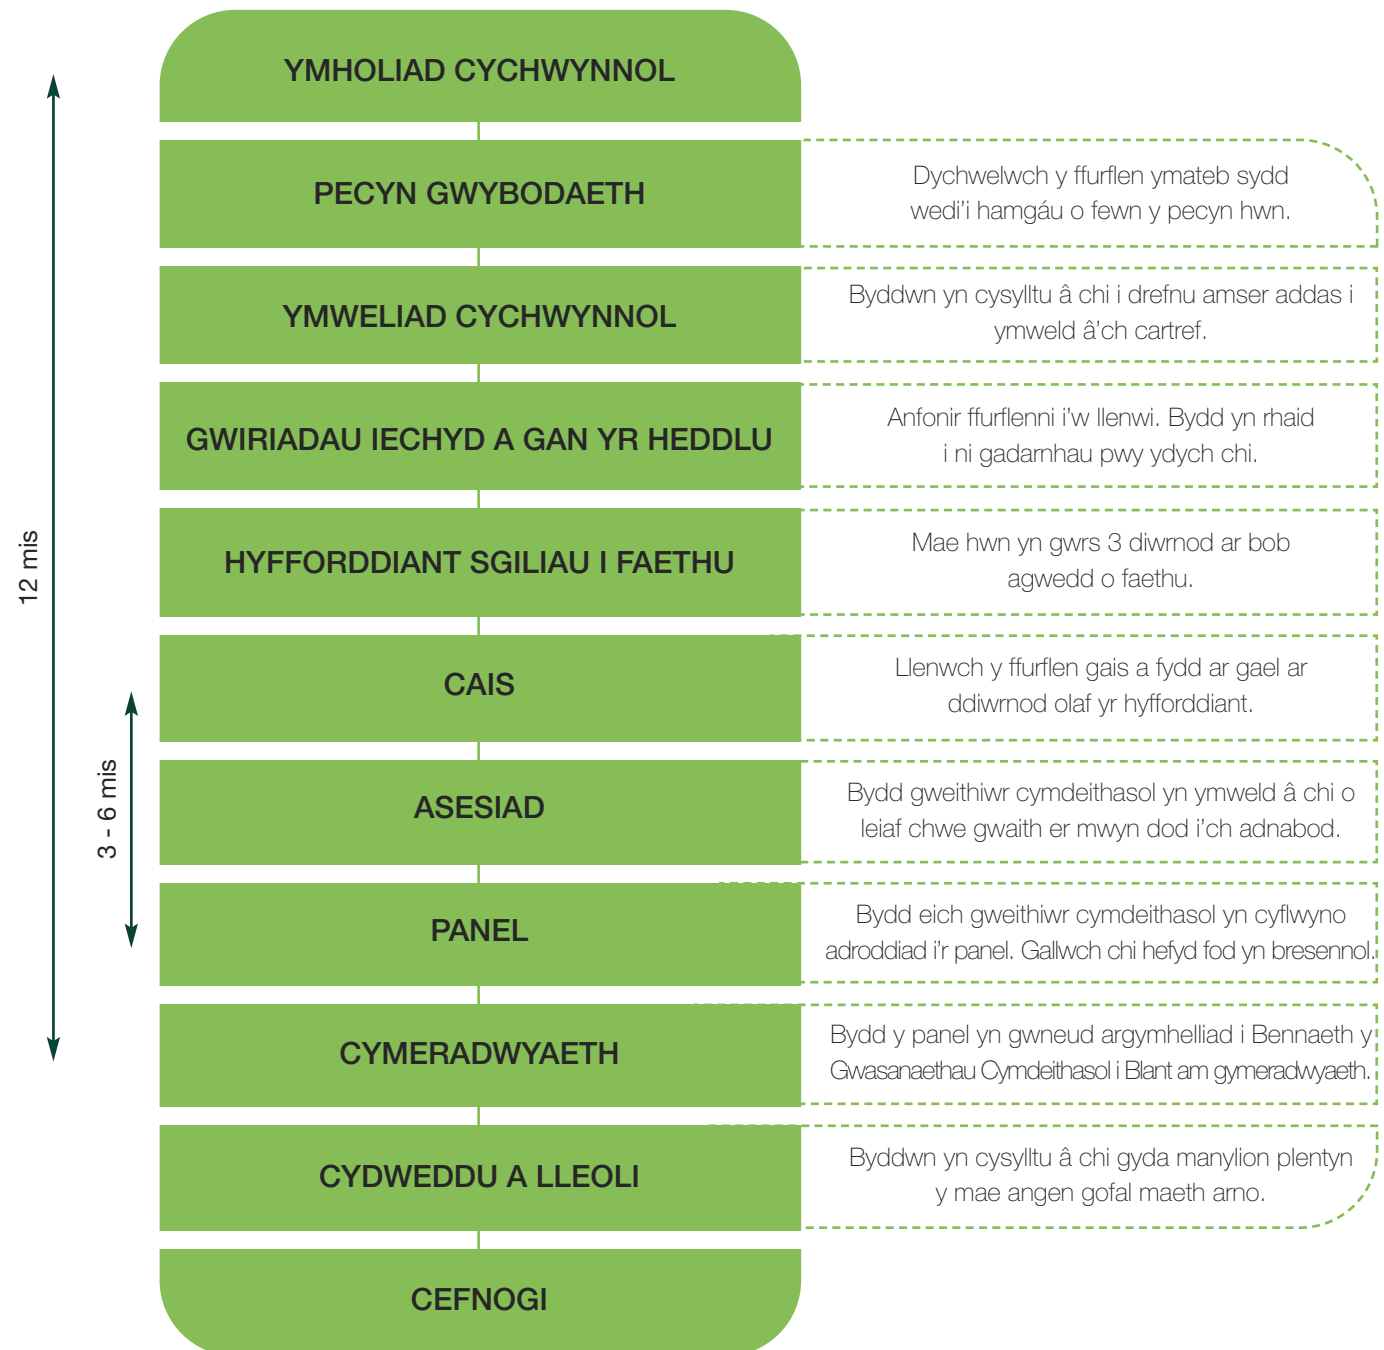 YMHOLIAD CYCHWYNNOL
PECYN GWYBODAETH
Dychwelwch y ffurflen ymateb sydd
wedi'i hamgáu o fewn y pecyn hwn.
YMWELIAD CYCHWYNNOL
Byddwn yn cysylltu â chi i drefnu amser addas i
ymweld â'ch cartref.
GWIRIADAU IECHYD A GAN YR HEDDLU
Anfonir ffurflenni i'w llenwi. Bydd yn rhaid
i ni gadarnhau pwy ydych chi.
12 mis
HYFFORDDIANT SGILIAU I FAETHU
Mae hwn yn gwrs 3 diwrnod ar bob
agwedd o faethu.
CAIS
Llenwch y ffurflen gais a fydd ar gael ar
ddiwrnod olaf yr hyfforddiant.
3 - 6 mis
ASESIAD
Bydd gweithiwr cymdeithasol yn ymweld â chi o
leiaf chwe gwaith er mwyn dod i'ch adnabod.
PANEL
Bydd eich gweithiwr cymdeithasol yn cyflwyno
adroddiad i'r panel. Gallwch chi hefyd fod yn bresennol.
CYMERADWYAETH
Bydd y panel yn gwneud argymhelliad i Bennaeth y
Gwasanaethau Cymdeithasol i Blant am gymeradwyaeth.
CYDWEDDU A LLEOLI
Byddwn yn cysylltu â chi gyda manylion plentyn
y mae angen gofal maeth arno.
CEFNOGI